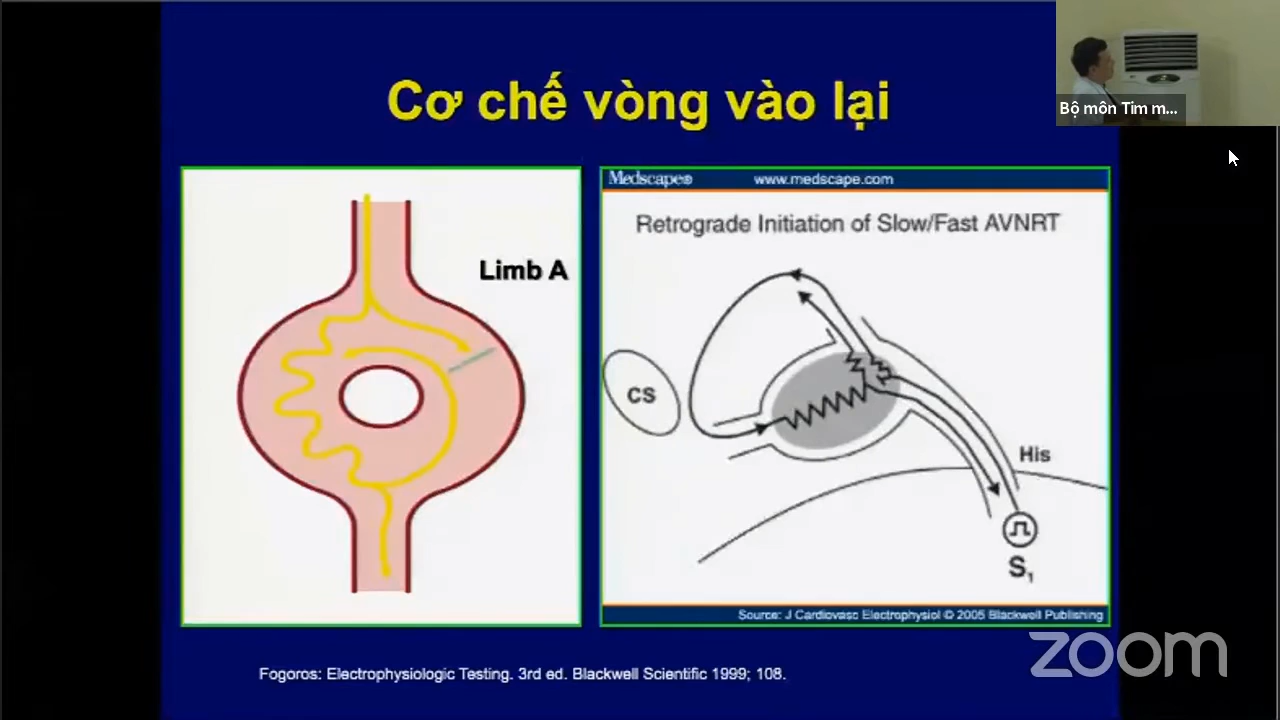 Cơ chế vòng vào lại
Bộ môn Tim m...
Limb A
Medscape® www.medscape.com
Retrograde Initiation of Slow/Fast AVNRT
CS
His
S1
Source: J Cardiovasc Electrophysiol © 2005 Blackwell Publishing
Fogoros: Electrophysiologic Testing. 3rd ed. Blackwell Scientific 1999; 108.
zoom